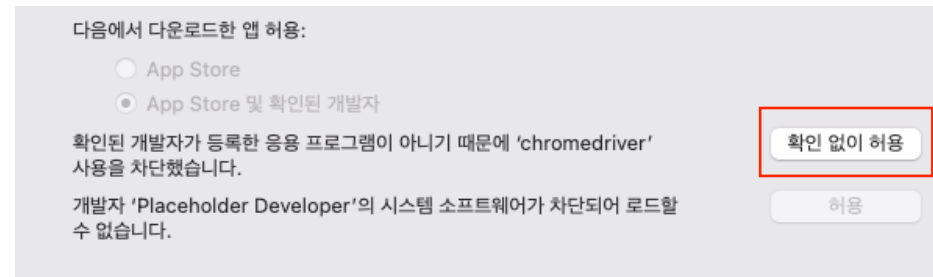 다음에서 다운로드한 앱 허용:
App Store
App Store 및 확인된 개발자
확인된 개발자가 등록한 응용 프로그램이 아니기 때문에 ‘chromedriver’
사용을 차단했습니다.
확인 없이 허용
개발자 ‘Placeholder Developer’의 시스템 소프트웨어가 차단되어 로드할
수 없습니다.
허용